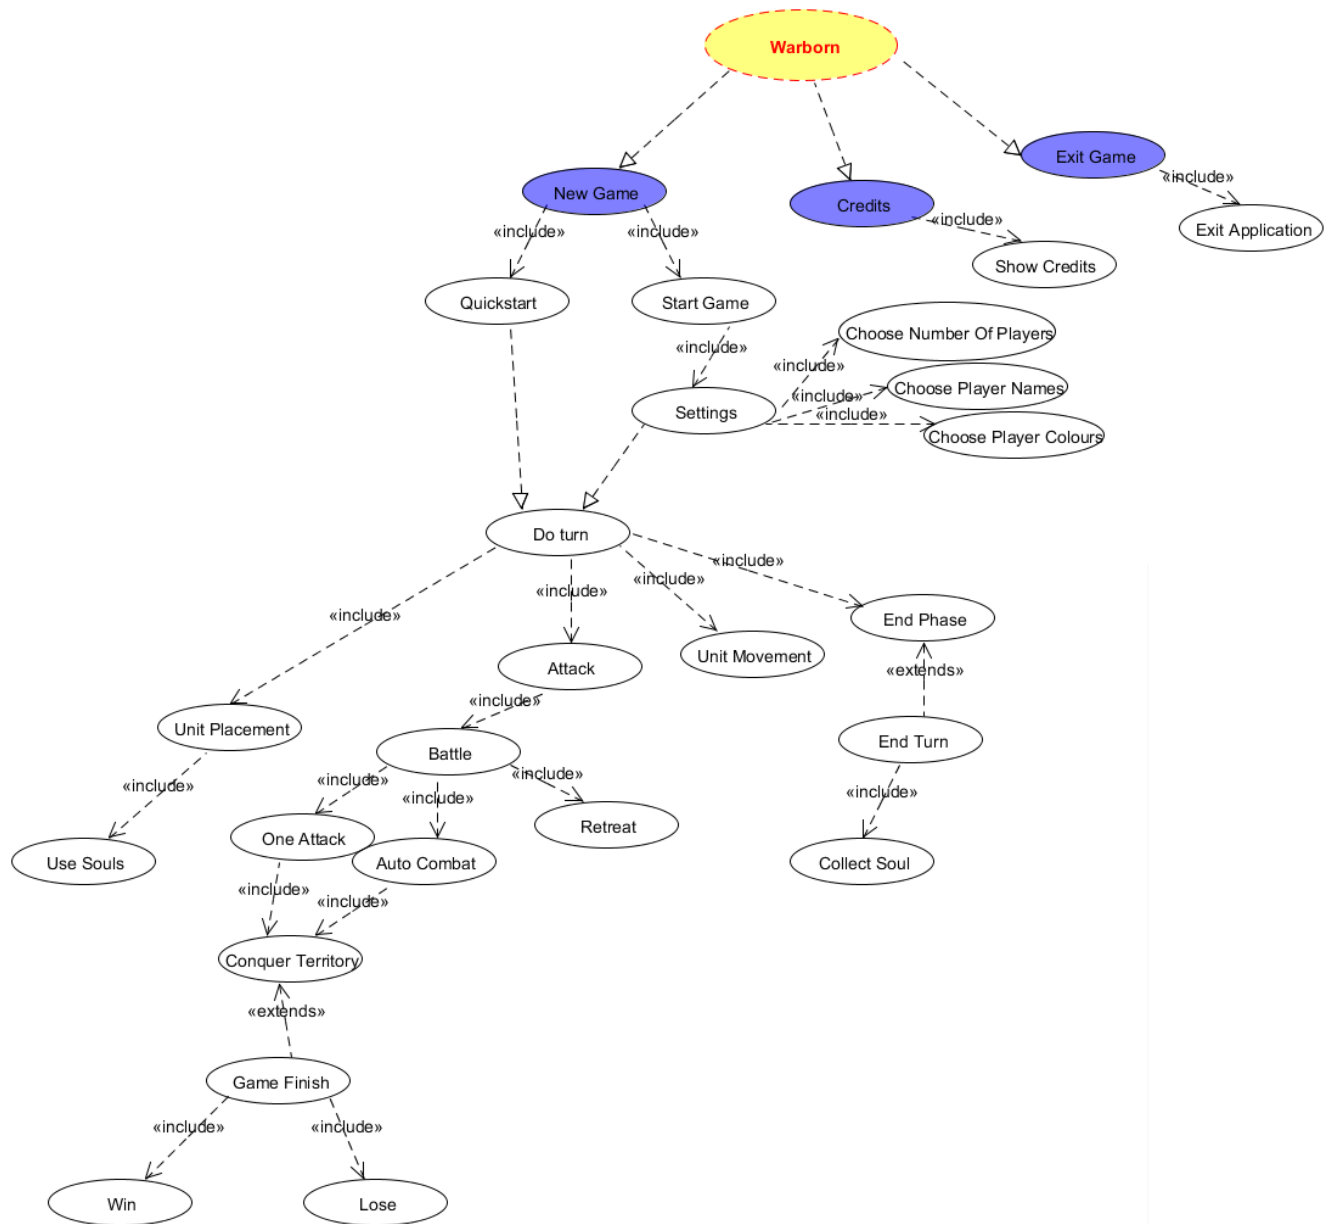 Warborn
Exit Game
«include»
New Game
Credits
«include»
Exit Application
«include»
«include»
Show Credits
Quickstart
Start Game
Choose Number Of Players
«include»
«include»
Choose Player Names
«include»
Settings
«include»
Choose Player Colours
Do turn
«include»
«include»
«include»
«include»
End Phase
Unit Movement
Attack
«extends»
«include»
Unit Placement
End Turn
Battle
«include»
«include»
«include»
«include»
«include»
Retreat
One Attack
Use Souls
Auto Combat
Collect Soul
«include»
«include»
Conquer Territory
«extends»
Game Finish
«include»
«include»
Win
Lose